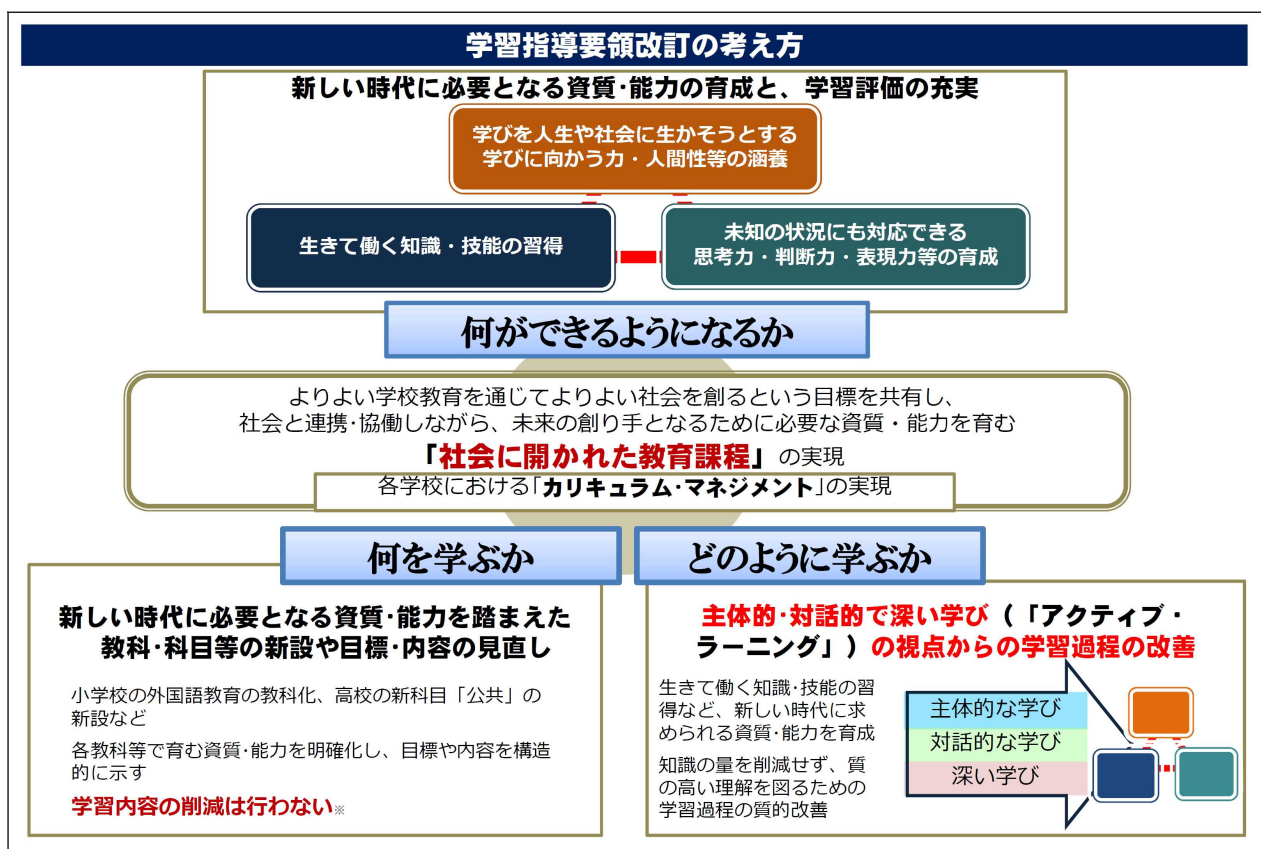 学習指導要領改訂の考え方
新しい時代に必要となる資質･能力の育成と、学習評価の充実
学びを人生や社会に生かそうとする
学びに向かう力・人間性等の涵養
生きて働く知識・技能の習得
未知の状況にも対応できる
思考力・判断力・表現力等の育成
何ができるようになるか
よりよい学校教育を通じてよりよい社会を創るという目標を共有し、
社会と連携･協働しながら、未来の創り手となるために必要な資質・能力を育む
「社会に開かれた教育課程」の実現
各学校における「カリキュラム･マネジメント」の実現
何を学ぶか
新しい時代に必要となる資質･能力を踏まえた
教科･科目等の新設や目標･内容の見直し
小学校の外国語教育の教科化、高校の新科目「公共」の
新設など
各教科等で育む資質･能力を明確化し、目標や内容を構造
的に示す
学習内容の削減は行わない※
どのように学ぶか
主体的･対話的で深い学び（「アクティブ・
ラーニング」）の視点からの学習過程の改善
生きて働く知識･技能の習
得など、新しい時代に求
められる資質･能力を育成
知識の量を削減せず、質
の高い理解を図るための
学習過程の質的改善
主体的な学び
対話的な学び
深い学び